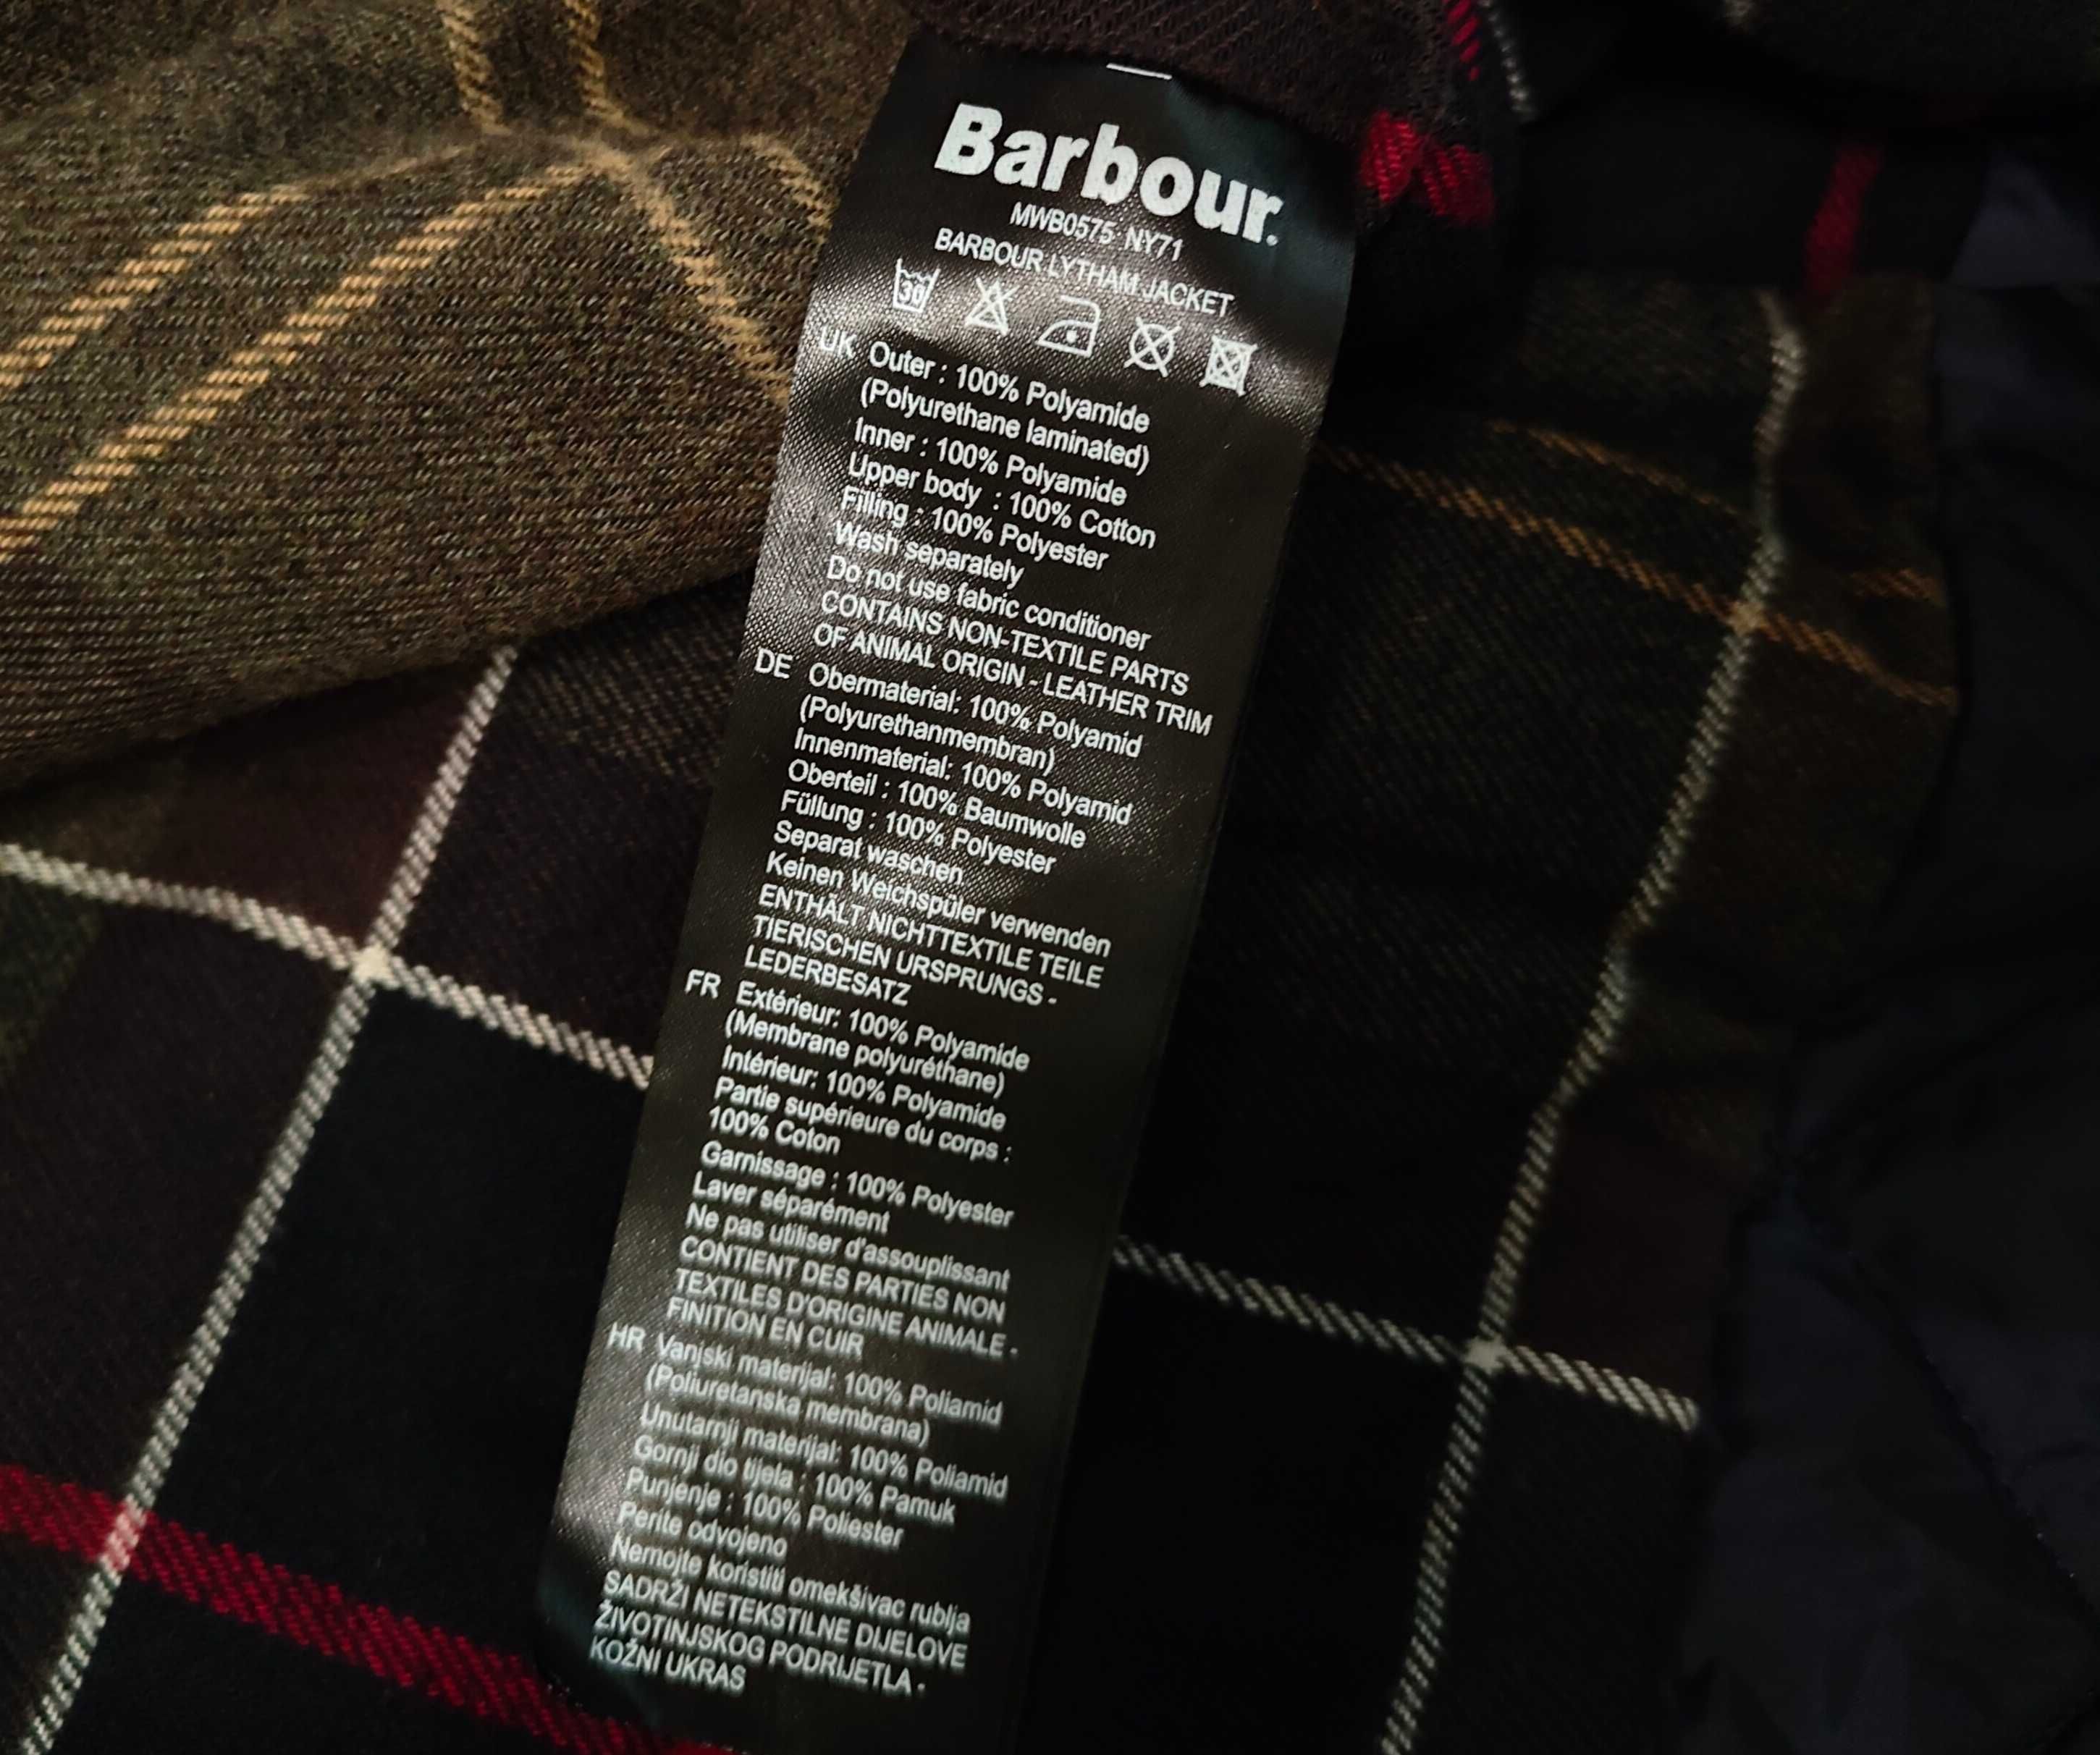 Barbour
MWB0575 NY71
BARBOUR LYTHAM JACKET
30
UK Outer : 100% Polyamide
(Polyurethane laminated)
Inner : 100% Polyamide
Upper body : 100% Cotton
Filling : 100% Polyester
Wash separately
Do not use fabric conditioner
CONTAINS NON-TEXTILE PARTS
OF ANIMAL ORIGIN - LEATHER TRIM
DE Obermaterial: 100% Polyamid
(Polyurethanmembran)
Innenmaterial: 100% Polyamid
Oberteil : 100% Baumwolle
Füllung : 100% Polyester
Separat waschen
Keinen Weichspüler verwenden
ENTHÄLT NICHTTEXTILE TEILE
TIERISCHEN URSPRUNGS -
LEDERBESATZ
FR Extérieur: 100% Polyamide
(Membrane polyuréthane)
Intérieur: 100% Polyamide
Partie supérieure du corps :
100% Coton
Garnissage : 100% Polyester
Laver séparément
Ne pas utiliser d'assouplissant
CONTIENT DES PARTIES NON
TEXTILES D'ORIGINE ANIMALE -
FINITION EN CUIR
HR Vanjski materijal: 100% Poliamid
(Poliuretanska membrana)
Unutarnji materijal: 100% Poliamid
Gornji dio tijela : 100% Pamuk
Punjenje : 100% Poliester
Perite odvojeno
Nemojte koristiti omekšivac rublja
SADRŽI NETEKSTILNE DIJELOVE
ŽIVOTINJSKOG PODRIJETLA -
KOŽNI UKRAS